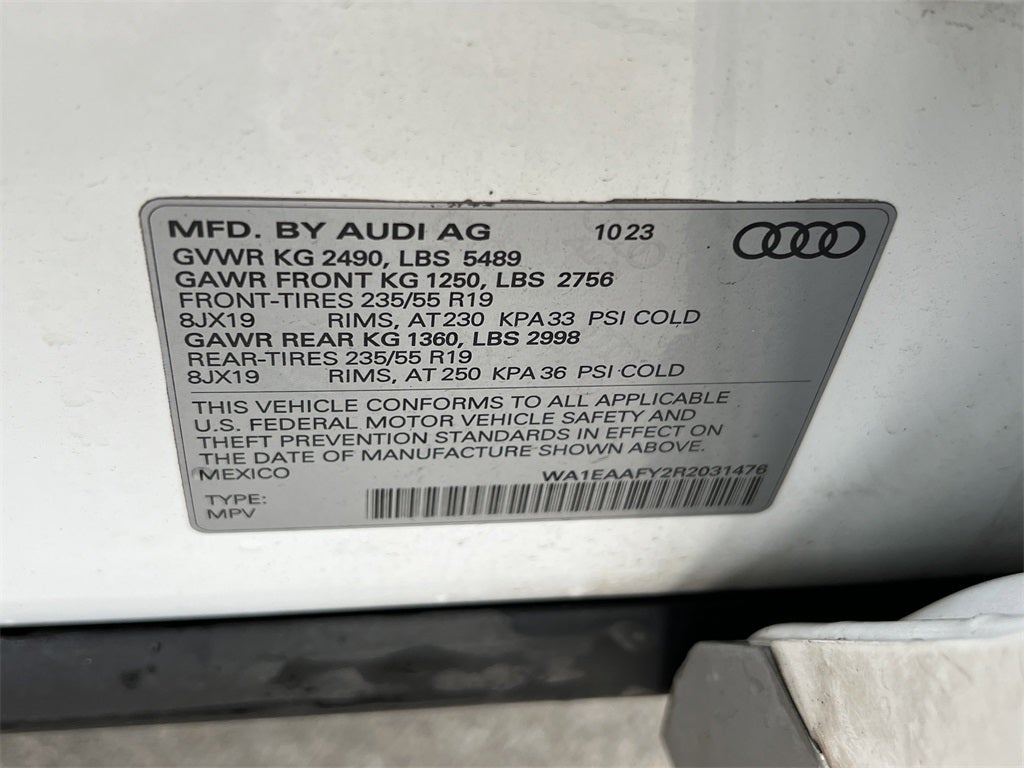 MFD. BY AUDI AG 10 23
GVWR KG 2490, LBS 5489
GAWR FRONT KG 1250, LBS 2756
FRONT-TIRES 235/55 R19
8JX19 RIMS, AT 230 KPA 33 PSI COLD
GAWR REAR KG 1360, LBS 2998
REAR-TIRES 235/55 R19
8JX19 RIMS, AT 250 KPA 36 PSI COLD
THIS VEHICLE CONFORMS TO ALL APPLICABLE
U.S. FEDERAL MOTOR VEHICLE SAFETY AND
THEFT PREVENTION STANDARDS IN EFFECT ON
THE DATE OF MANUFACTURE SHOWN ABOVE.
MEXICO WA1EAAFY2R2031476
TYPE:
MPV